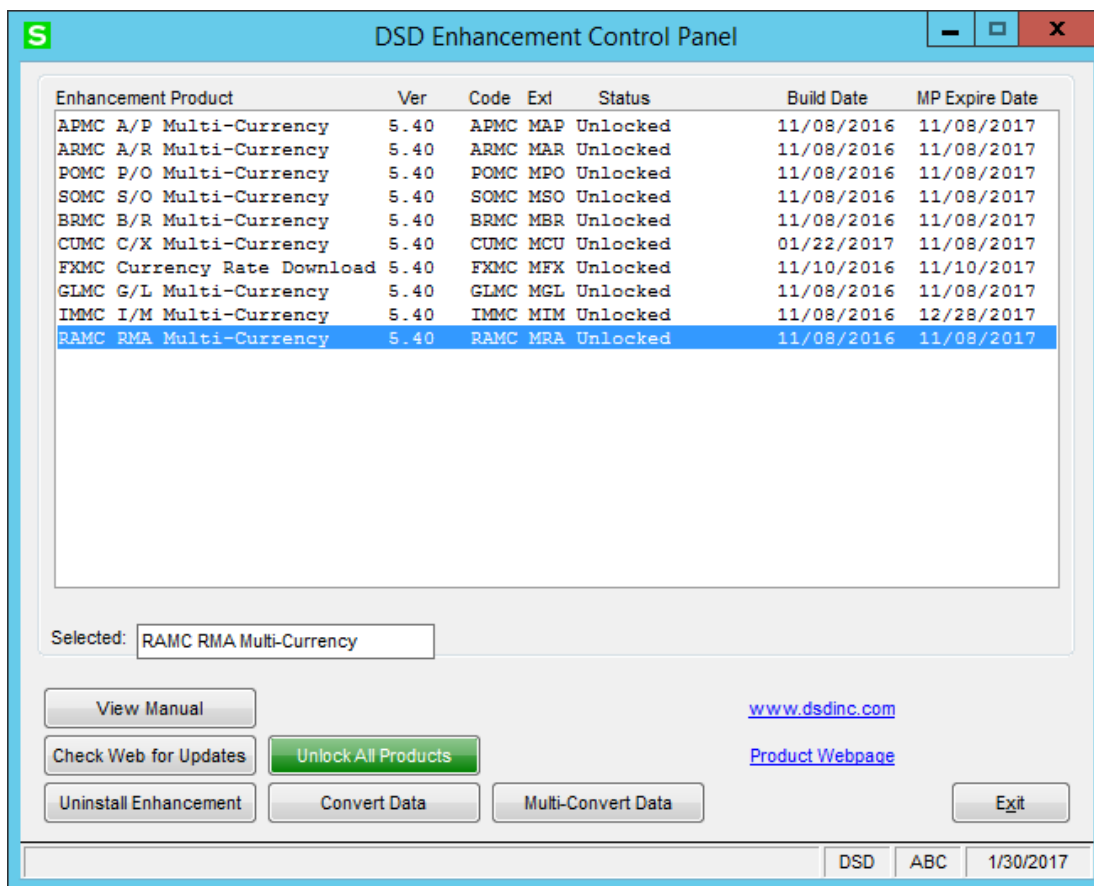 S
DSD Enhancement Control Panel
x
Enhancement Product Ver Code Ext Status Build Date MP Expire Date
APMC A/P Multi-Currency 5.40 APMC MAP Unlocked 11/08/2016 11/08/2017
ARMC A/R Multi-Currency 5.40 ARMC MAR Unlocked 11/08/2016 11/08/2017
POMC P/O Multi-Currency 5.40 POMC MPO Unlocked 11/08/2016 11/08/2017
SOMC S/O Multi-Currency 5.40 SOMC MSO Unlocked 11/08/2016 11/08/2017
BRMC B/R Multi-Currency 5.40 BRMC MBR Unlocked 11/08/2016 11/08/2017
CUMC C/X Multi-Currency 5.40 CUMC MCU Unlocked 01/22/2017 11/08/2017
FXMC Currency Rate Download 5.40 FXMC MFX Unlocked 11/10/2016 11/10/2017
GLMC G/L Multi-Currency 5.40 GLMC MGL Unlocked 11/08/2016 11/08/2017
IMMC I/M Multi-Currency 5.40 IMMC MIM Unlocked 11/08/2016 12/28/2017
RAMC RMA Multi-Currency 5.40 RAMC MRA Unlocked 11/08/2016 11/08/2017
Selected: RAMC RMA Multi-Currency
View Manual www.dsdinc.com
Check Web for Updates Unlock All Products Product Webpage
Uninstall Enhancement Convert Data Multi-Convert Data Exit
DSD ABC 1/30/2017